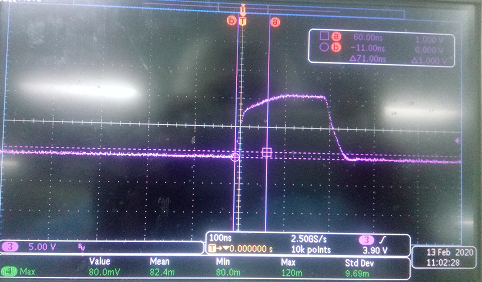 b T a
a 60.00ns 1.000 V
b -11.00ns 0.000 V
Δ71.00ns Δ1.000 V
3 5.00 V
100ns 2.50GS/s 3
T→▼0.000000 s 10k points 3.90 V
Value Mean Min Max Std Dev
4 Max 80.0mV 82.4m 80.0m 120m 9.69m
13 Feb 2020
11:02:28